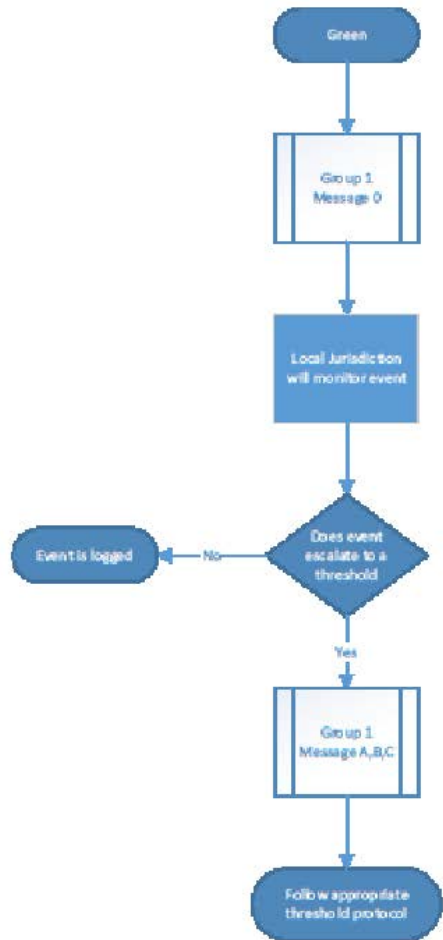 Green
Group 1
Message D
Local Jurisdiction
will monitor event
Does event
escalate to a
threshold
No
Event is logged
Yes
Group 1
Message A,B,C
Follow appropriate
threshold protocol